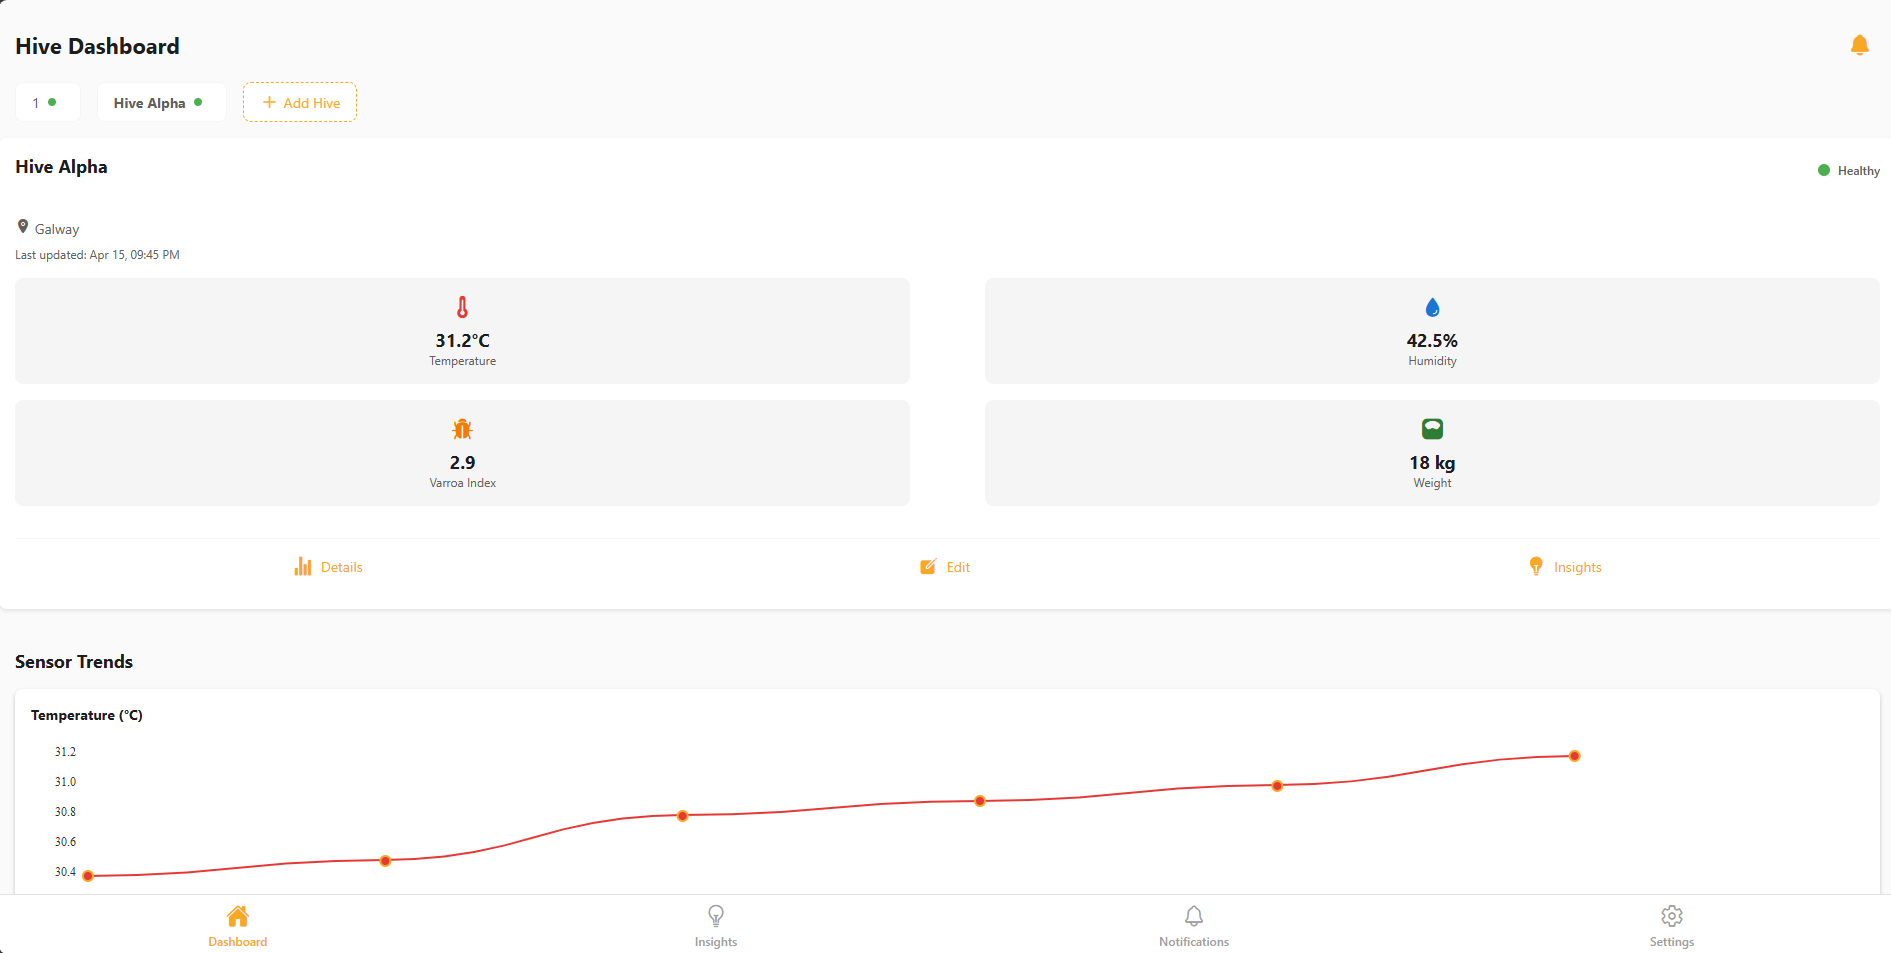 Hive Dashboard
1
Hive Alpha
Add Hive
Hive Alpha
Healthy
Galway
Last updated: Apr 15, 09:45 PM
31.2°C
Temperature
42.5%
Humidity
2.9
Varroa Index
18 kg
Weight
Details
Edit
Insights
Sensor Trends
Temperature (°C)
31.2
31.0
30.8
30.6
30.4
Dashboard
Insights
Notifications
Settings